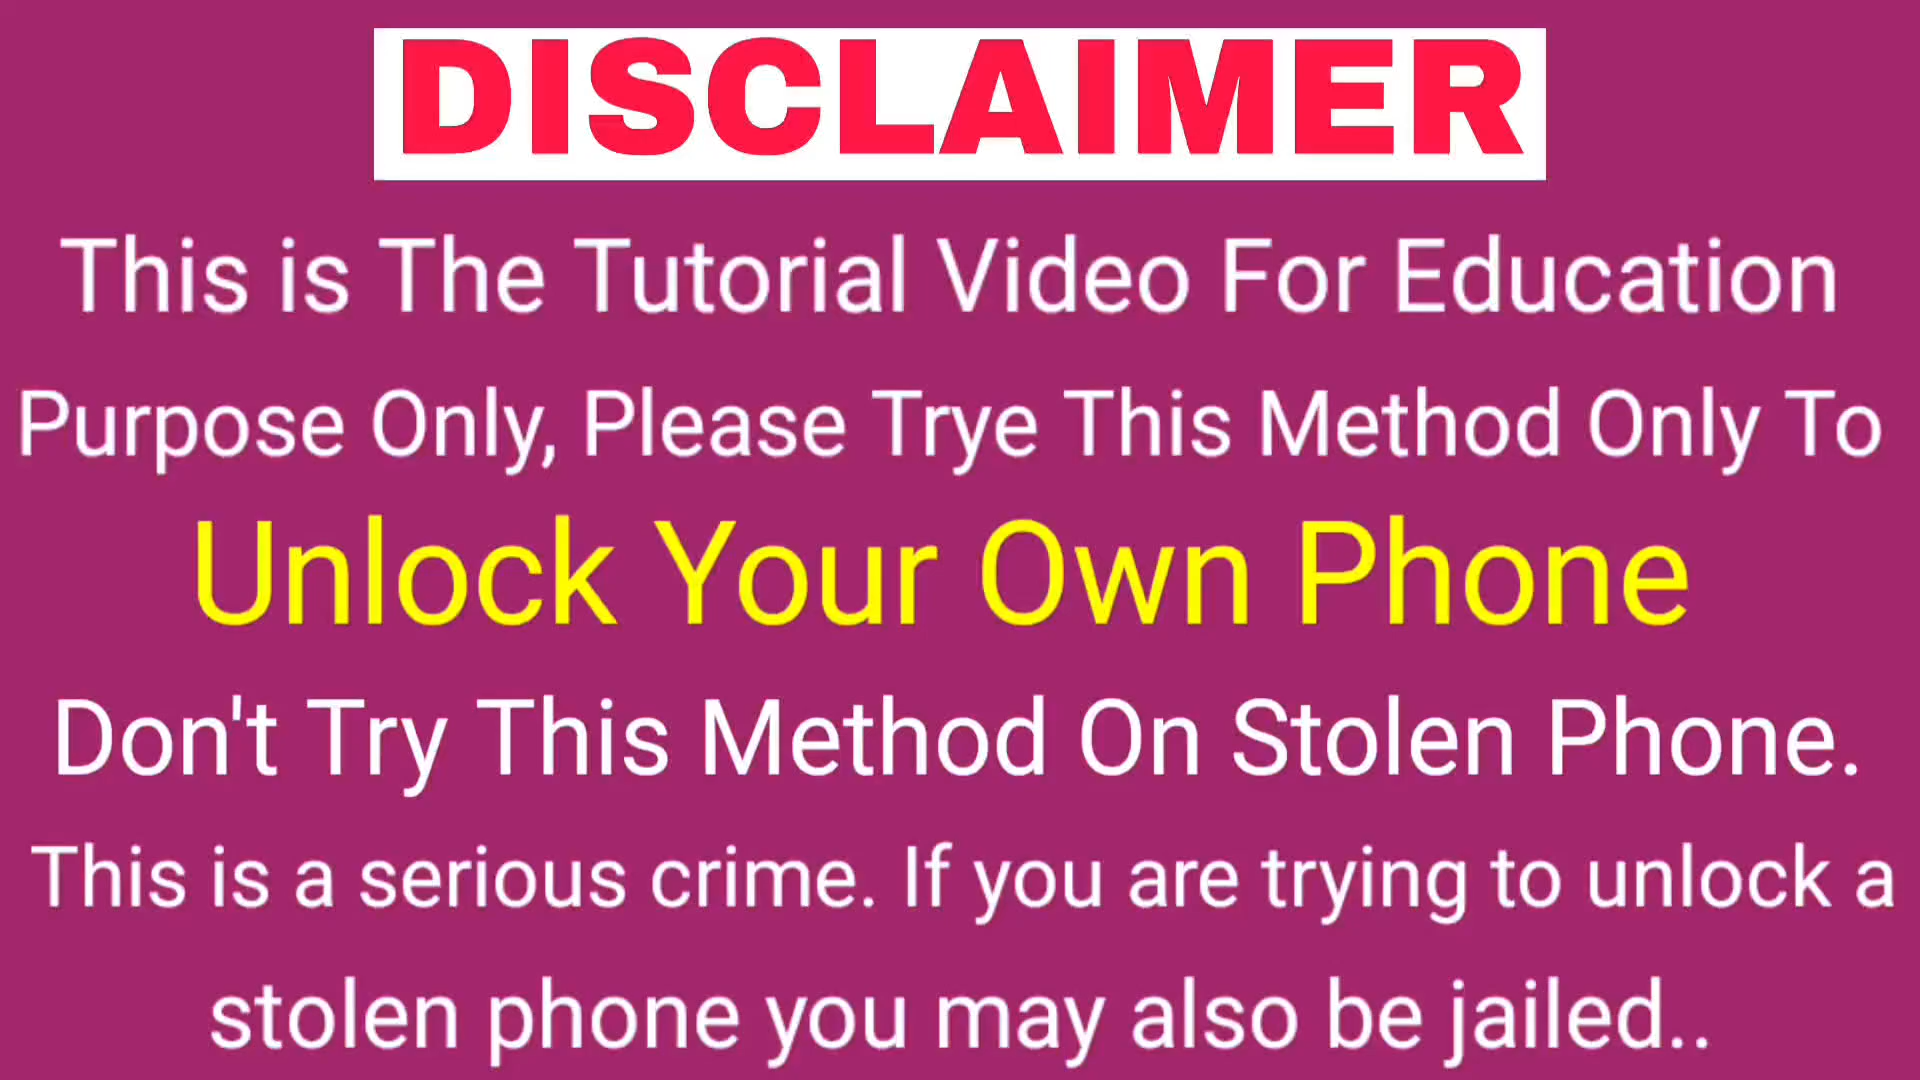 DISCLAIMER
This is The Tutorial Video For Education
Purpose Only, Please Trye This Method Only To
Unlock Your Own Phone
Don't Try This Method On Stolen Phone.
This is a serious crime. If you are trying to unlock a
stolen phone you may also be jailed..